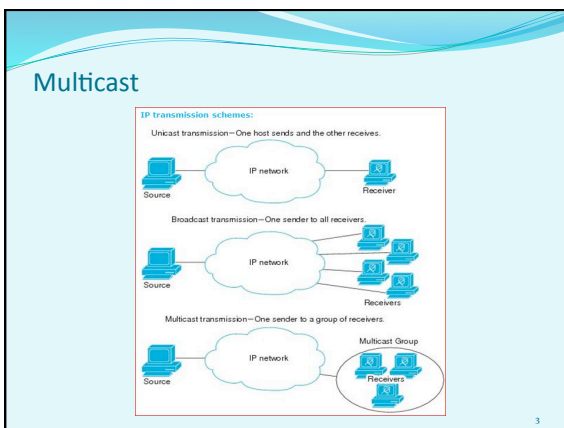 Multicast
IP transmission schemes:
Unicast transmission—One host sends and the other receives.
IP network
Source
Receiver
Broadcast transmission—One sender to all receivers.
IP network
Source
Receivers
Multicast transmission—One sender to a group of receivers.
Multicast Group
IP network
Receivers
Source
3